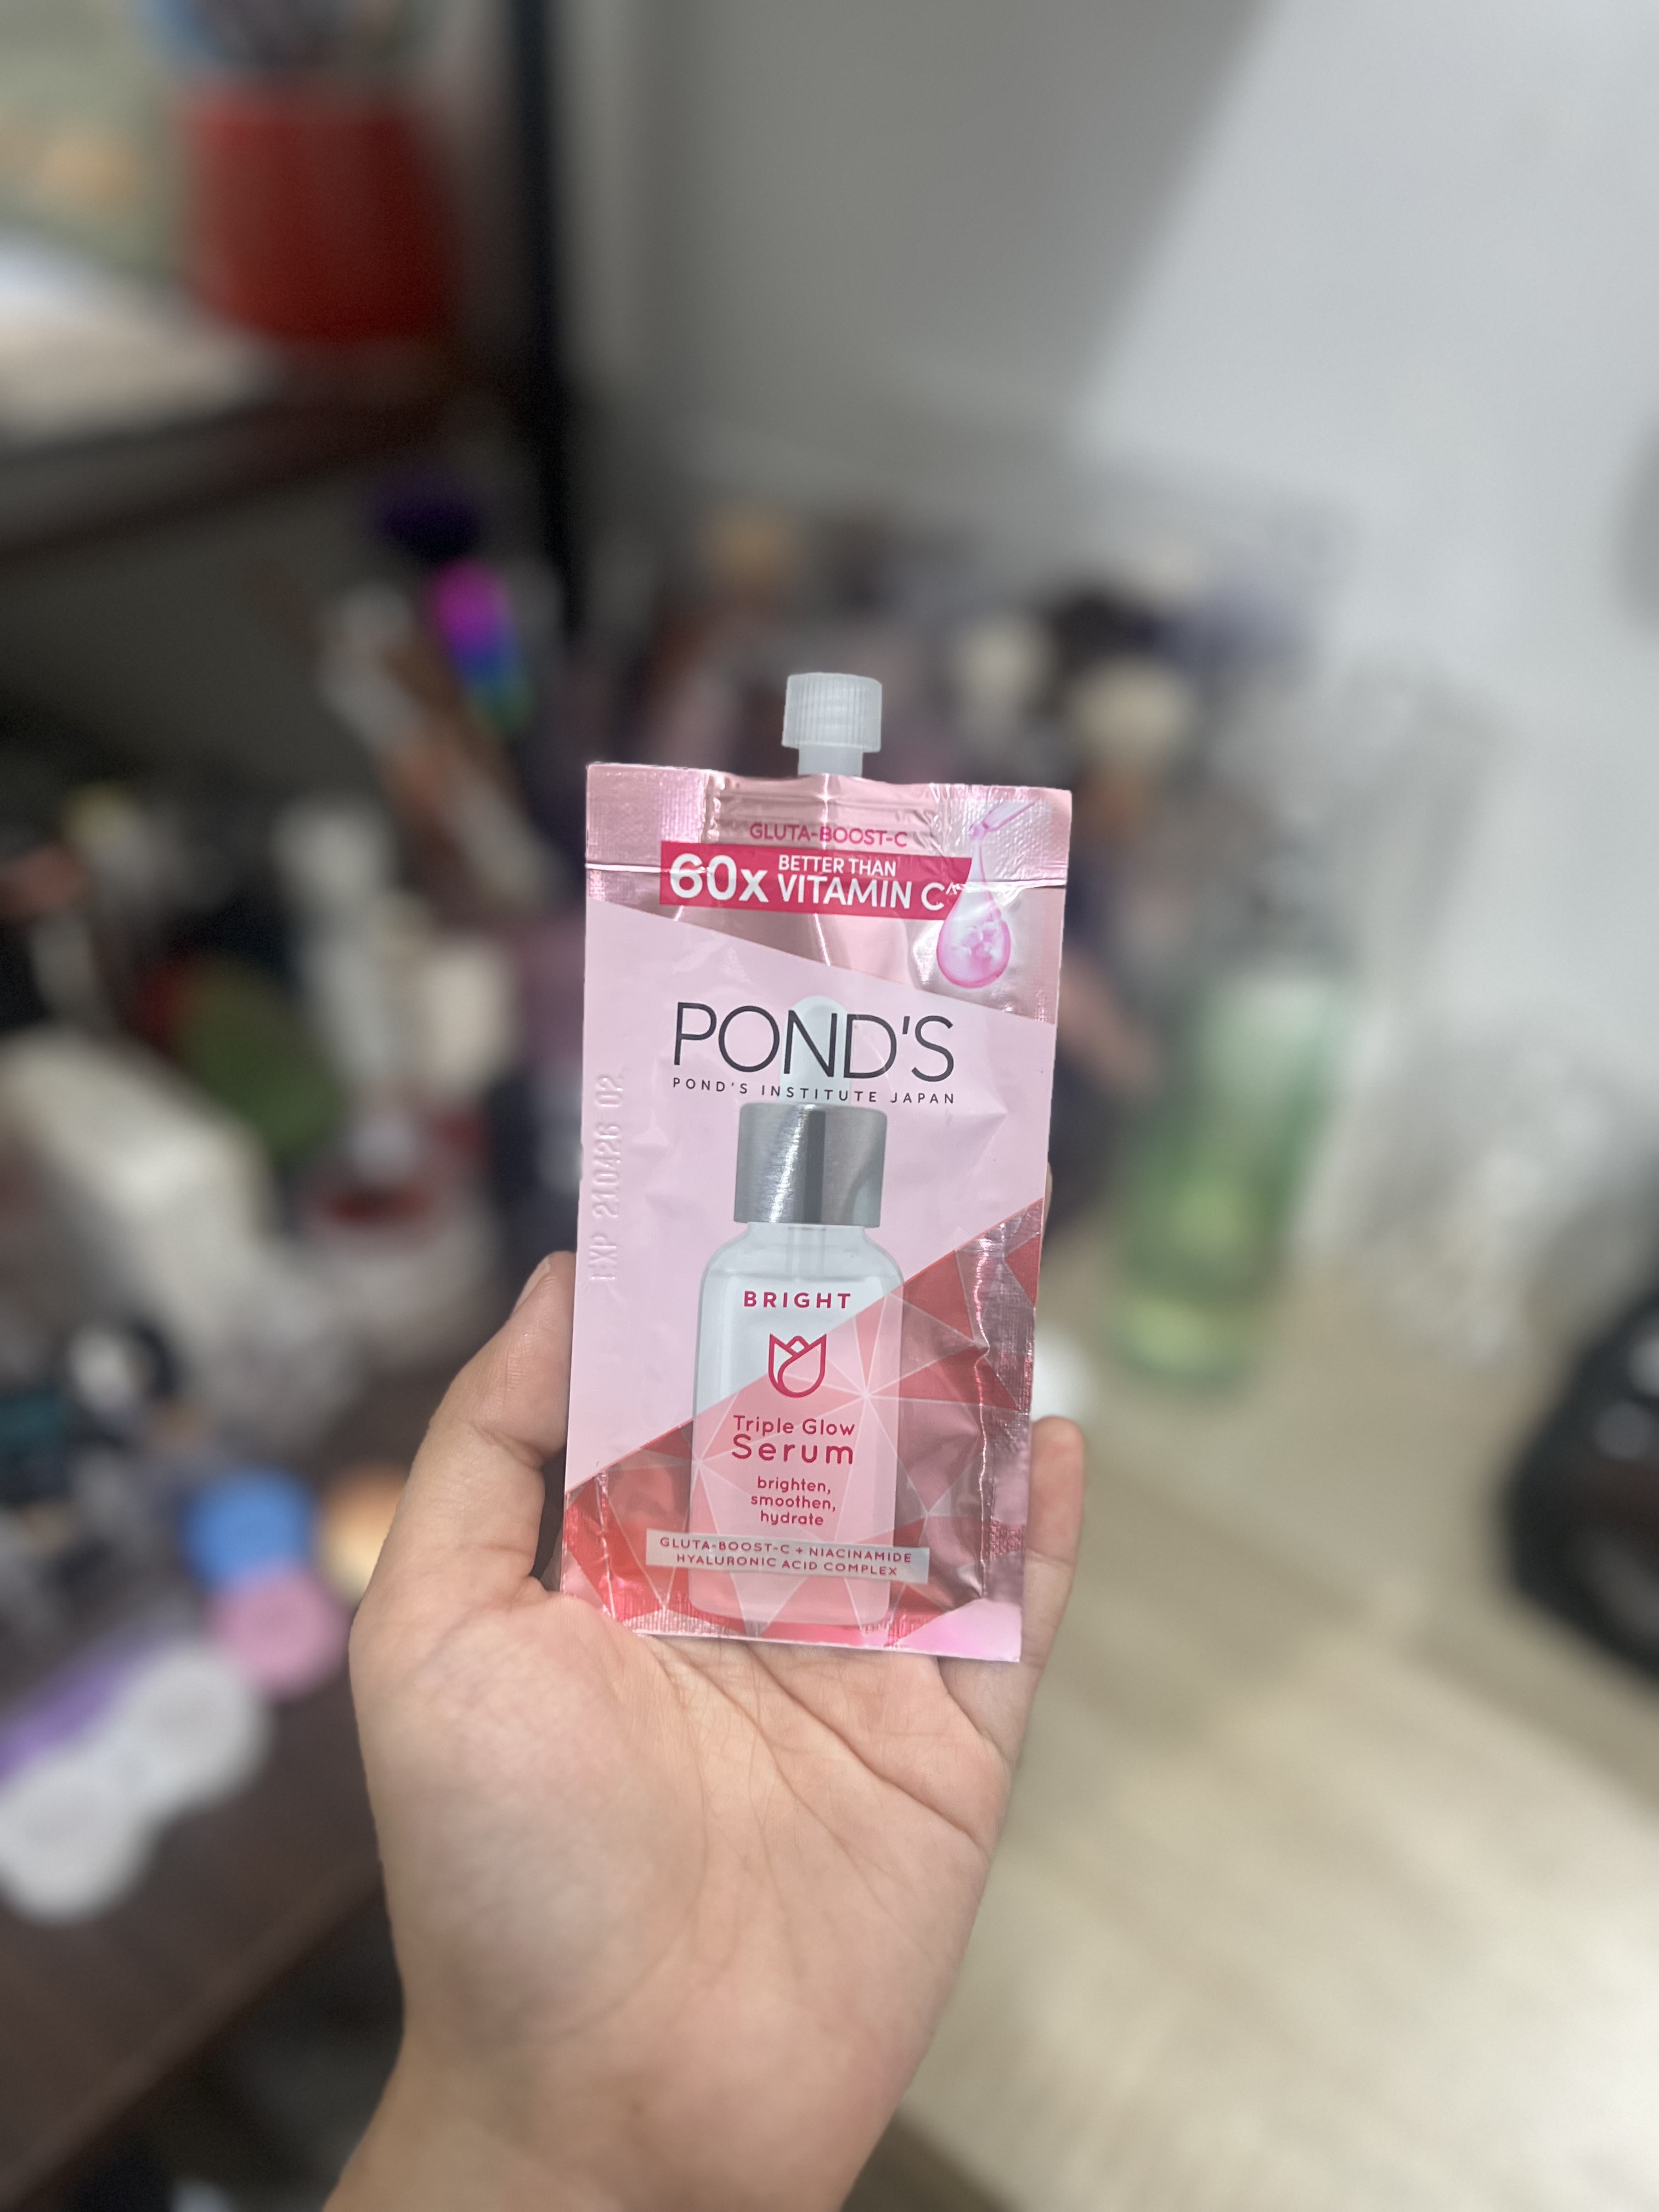 GLUTA-BOOST-C
60x BETTER THAN
VITAMIN C^*
POND'S
POND'S INSTITUTE JAPAN
EXP 210426 02
BRIGHT
Triple Glow
Serum
brighten,
smoothen,
hydrate
GLUTA-BOOST-C + NIACINAMIDE
HYALURONIC ACID COMPLEX